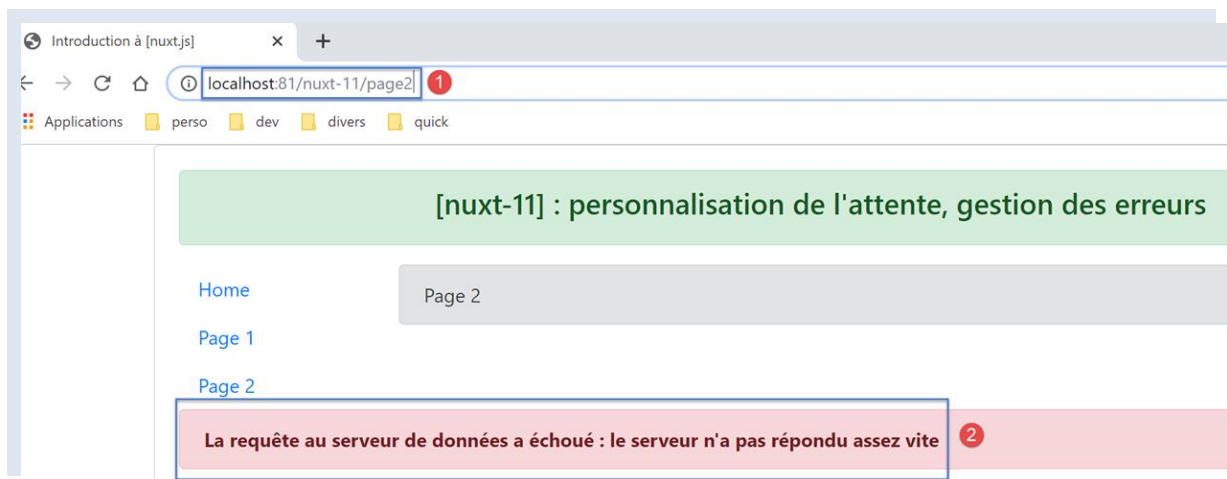 Introduction à [nuxt.js]
localhost:81/nuxt-11/page2 1
Applications perso dev divers quick
[nuxt-11] : personnalisation de l'attente, gestion des erreurs
Home
Page 2
Page 1
Page 2
La requête au serveur de données a échoué : le serveur n'a pas répondu assez vite 2